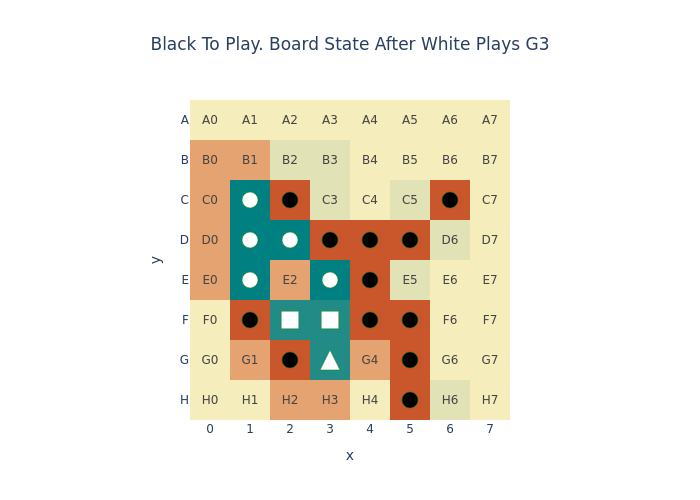 Black To Play. Board State After White Plays G3
A A0 A1 A2 A3 A4 A5 A6 A7
B B0 B1 B2 B3 B4 B5 B6 B7
C C0 C3 C4 C5 C7
D D0 D6 D7
E E0 E2 E5 E6 E7
F F0 F6 F7
G G0 G1 G4 G6 G7
H H0 H1 H2 H3 H4 H6 H7
0 1 2 3 4 5 6 7
x
y